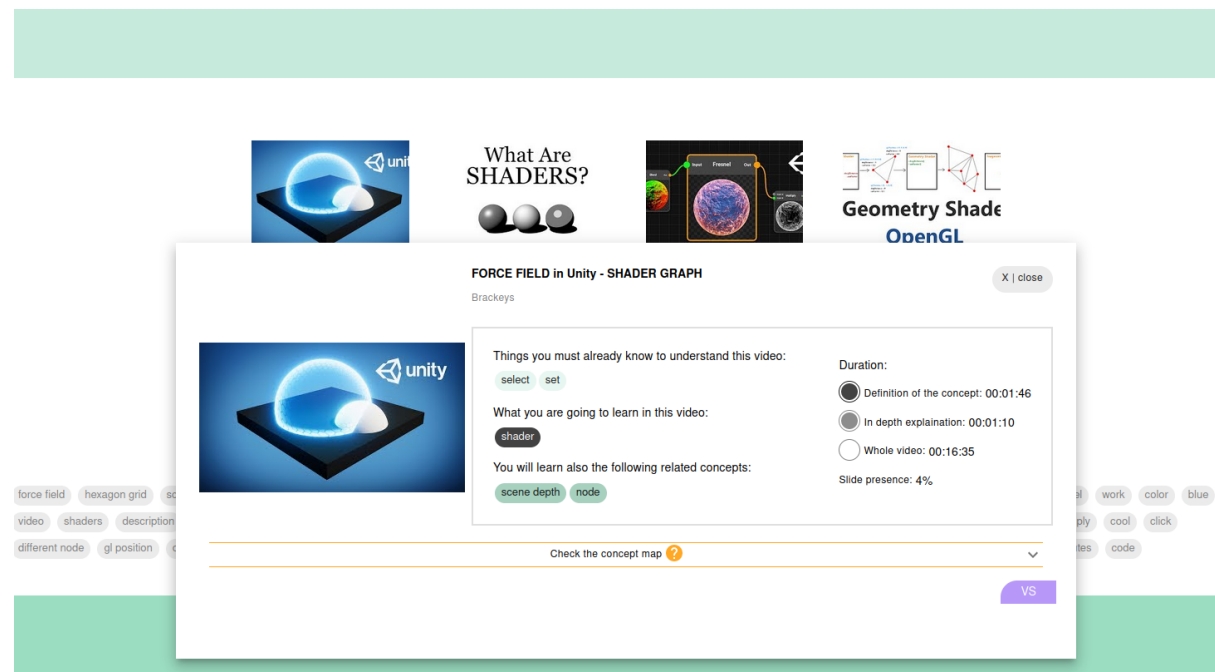 unit
What Are
SHADERS?
Input Fresnel Out
Geometry Shade
OpenGL
FORCE FIELD in Unity - SHADER GRAPH
X | close
Brackeys
unity
Things you must already know to understand this video:
select set
What you are going to learn in this video:
shader
You will learn also the following related concepts:
scene depth node
Duration:
Definition of the concept: 00:01:46
In depth explaination: 00:01:10
Whole video: 00:16:35
Slide presence: 4%
force field hexagon grid
work color blue
video shaders description
cool click
different node gl position
code
Check the concept map ?
VS